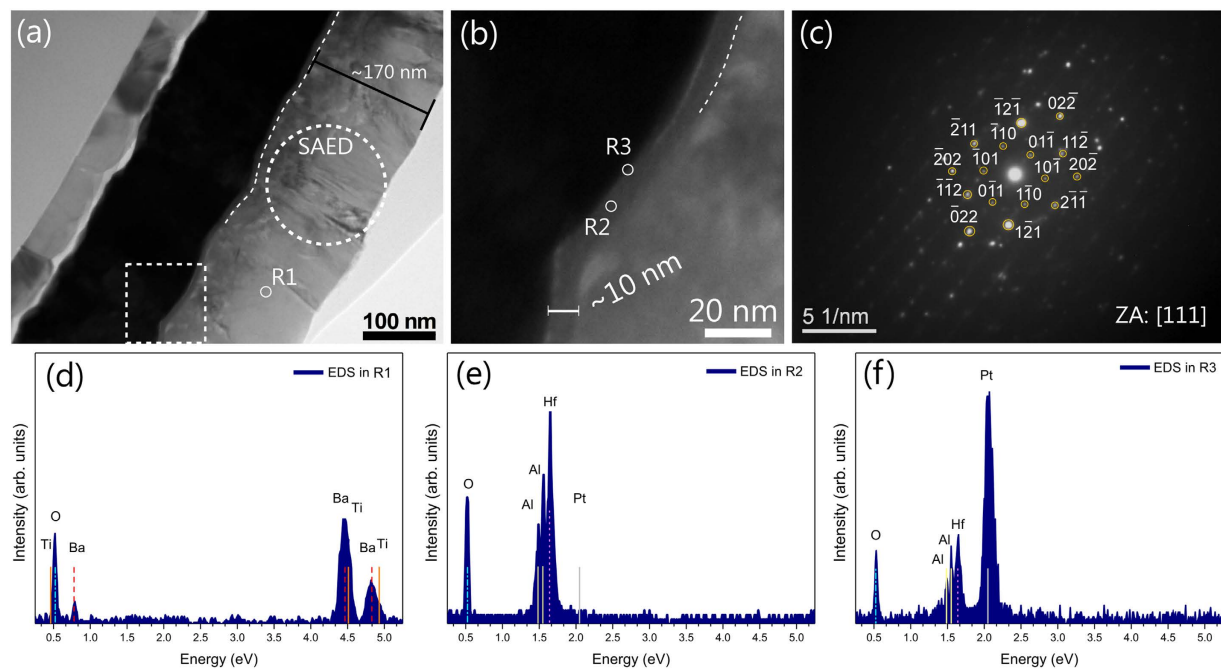 (a)
~170 nm
SAED
R1
100 nm
(b)
R3
R2
~10 nm
20 nm
(c)
1̅21̅
022̅
2̅11
1̅10
011̅
112̅
2̅02
1̅01
101̅
202̅
1̅1̅2
01̅1
11̅0
21̅1̅
0̅22
12̅1
5 1/nm
ZA: [111]
(d)
EDS in R1
Ti
O
Ba
Ba
Ti
Ba
Ti
Intensity (arb. units)
0.5 1.0 1.5 2.0 2.5 3.0 3.5 4.0 4.5 5.0
Energy (eV)
(e)
EDS in R2
O
Al
Al
Hf
Pt
Intensity (arb. units)
0.5 1.0 1.5 2.0 2.5 3.0 3.5 4.0 4.5 5.0
Energy (eV)
(f)
EDS in R3
O
Al
Al
Hf
Pt
Intensity (arb. units)
0.5 1.0 1.5 2.0 2.5 3.0 3.5 4.0 4.5 5.0
Energy (eV)